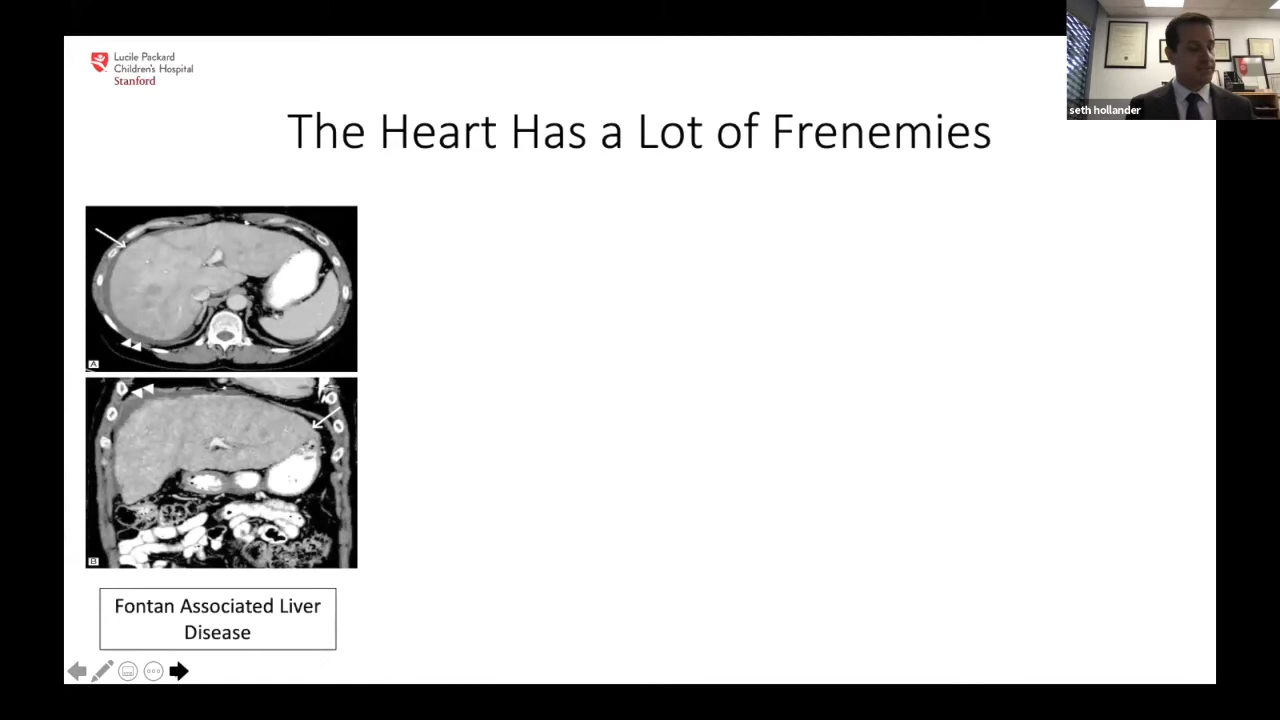 Lucile Packard
Children's Hospital
Stanford
seth hollander
The Heart Has a Lot of Frenemies
A
B
Fontan Associated Liver
Disease